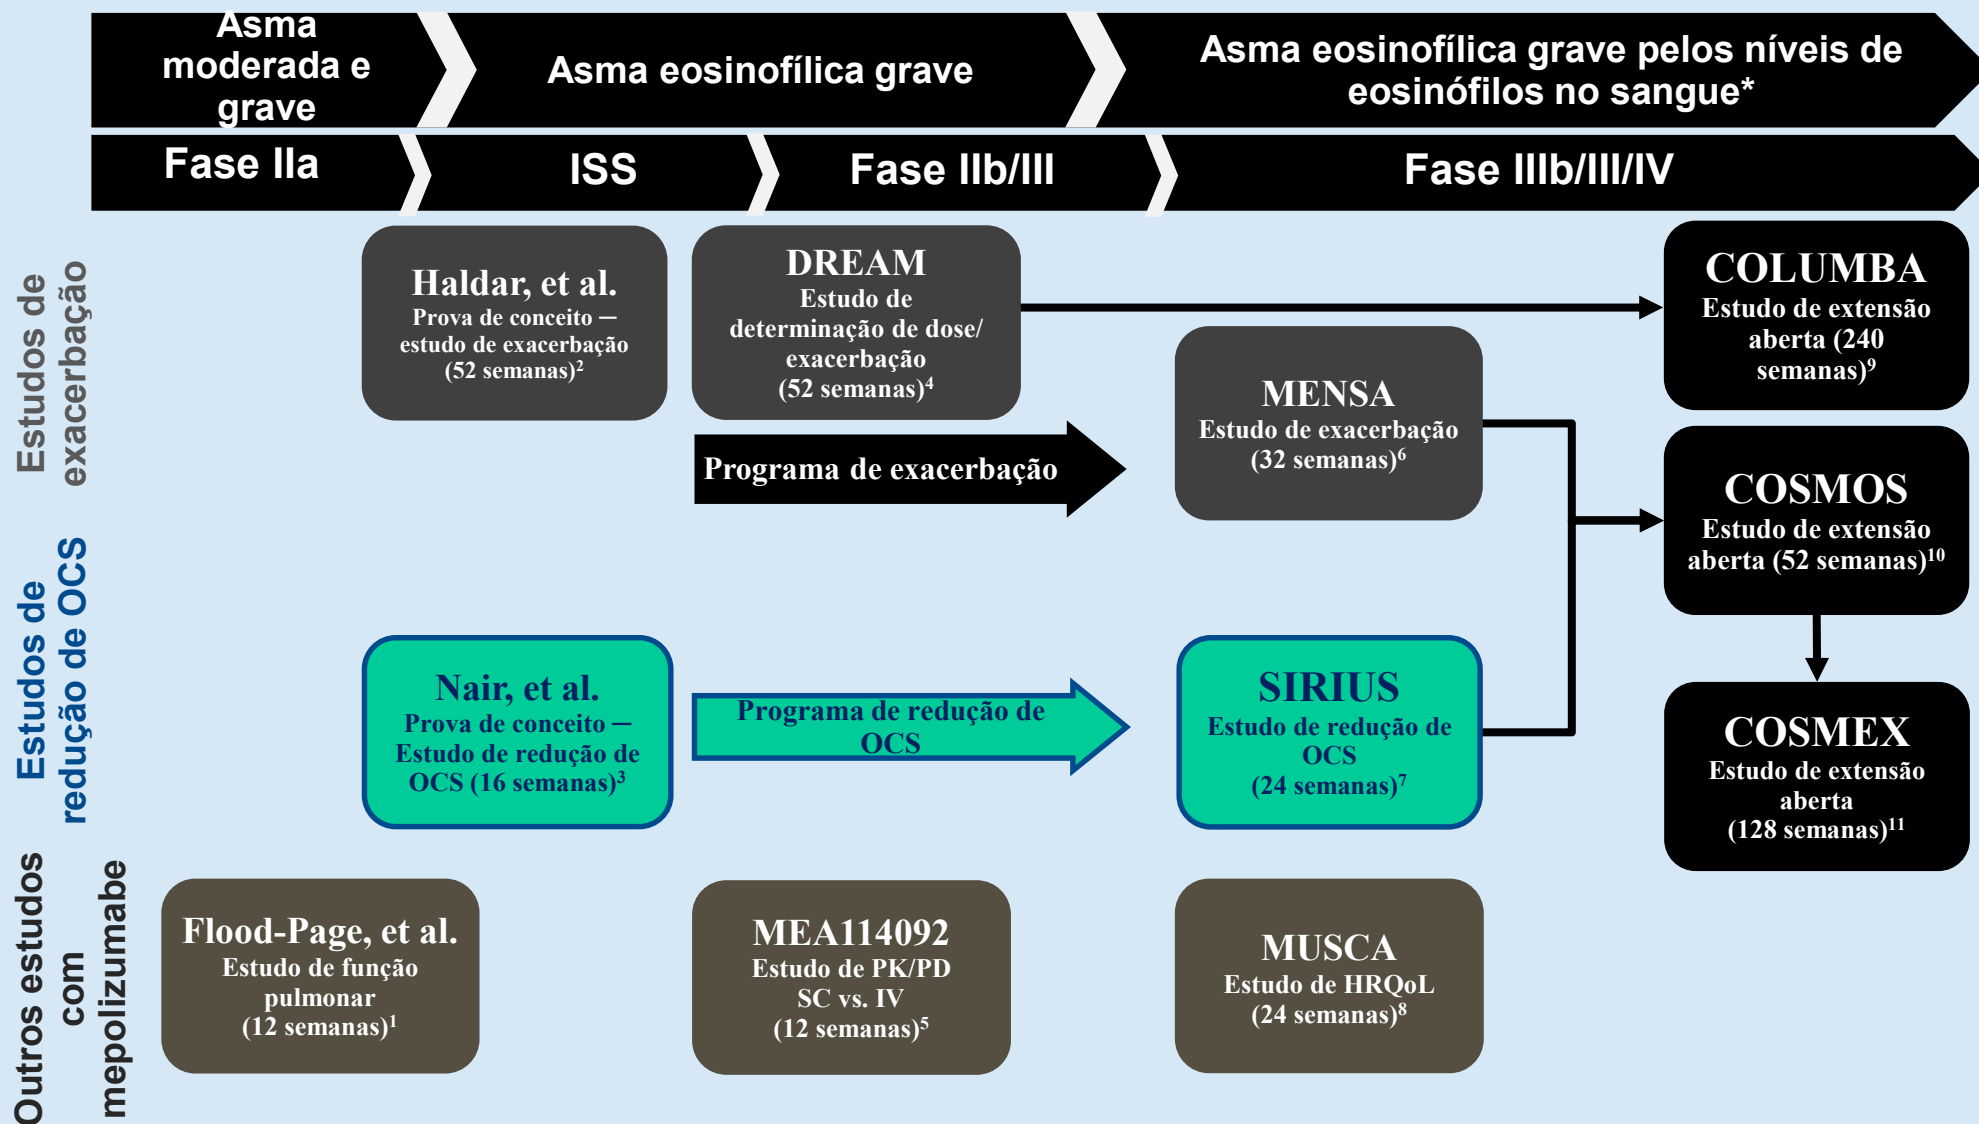 Asma
moderada e
grave
Asma eosinofílica grave
Asma eosinofílica grave pelos níveis de
eosinófilos no sangue*
Fase IIa
ISS
Fase IIb/III
Fase IIIb/III/IV
Estudos de
exacerbação
Haldar, et al.
Prova de conceito —
estudo de exacerbação
(52 semanas)²
DREAM
Estudo de
determinação de dose/
exacerbação
(52 semanas)⁴
Programa de exacerbação
MENSA
Estudo de exacerbação
(32 semanas)⁶
COLUMBA
Estudo de extensão
aberta (240
semanas)⁹
COSMOS
Estudo de extensão
aberta (52 semanas)¹⁰
Estudos de
redução de OCS
Nair, et al.
Prova de conceito —
Estudo de redução de
OCS (16 semanas)³
Programa de redução de
OCS
SIRIUS
Estudo de redução de
OCS
(24 semanas)⁷
COSMEX
Estudo de extensão
aberta
(128 semanas)¹¹
Outros estudos
com
mepolizumabe
Flood-Page, et al.
Estudo de função
pulmonar
(12 semanas)¹
MEA114092
Estudo de PK/PD
SC vs. IV
(12 semanas)⁵
MUSCA
Estudo de HRQoL
(24 semanas)⁸